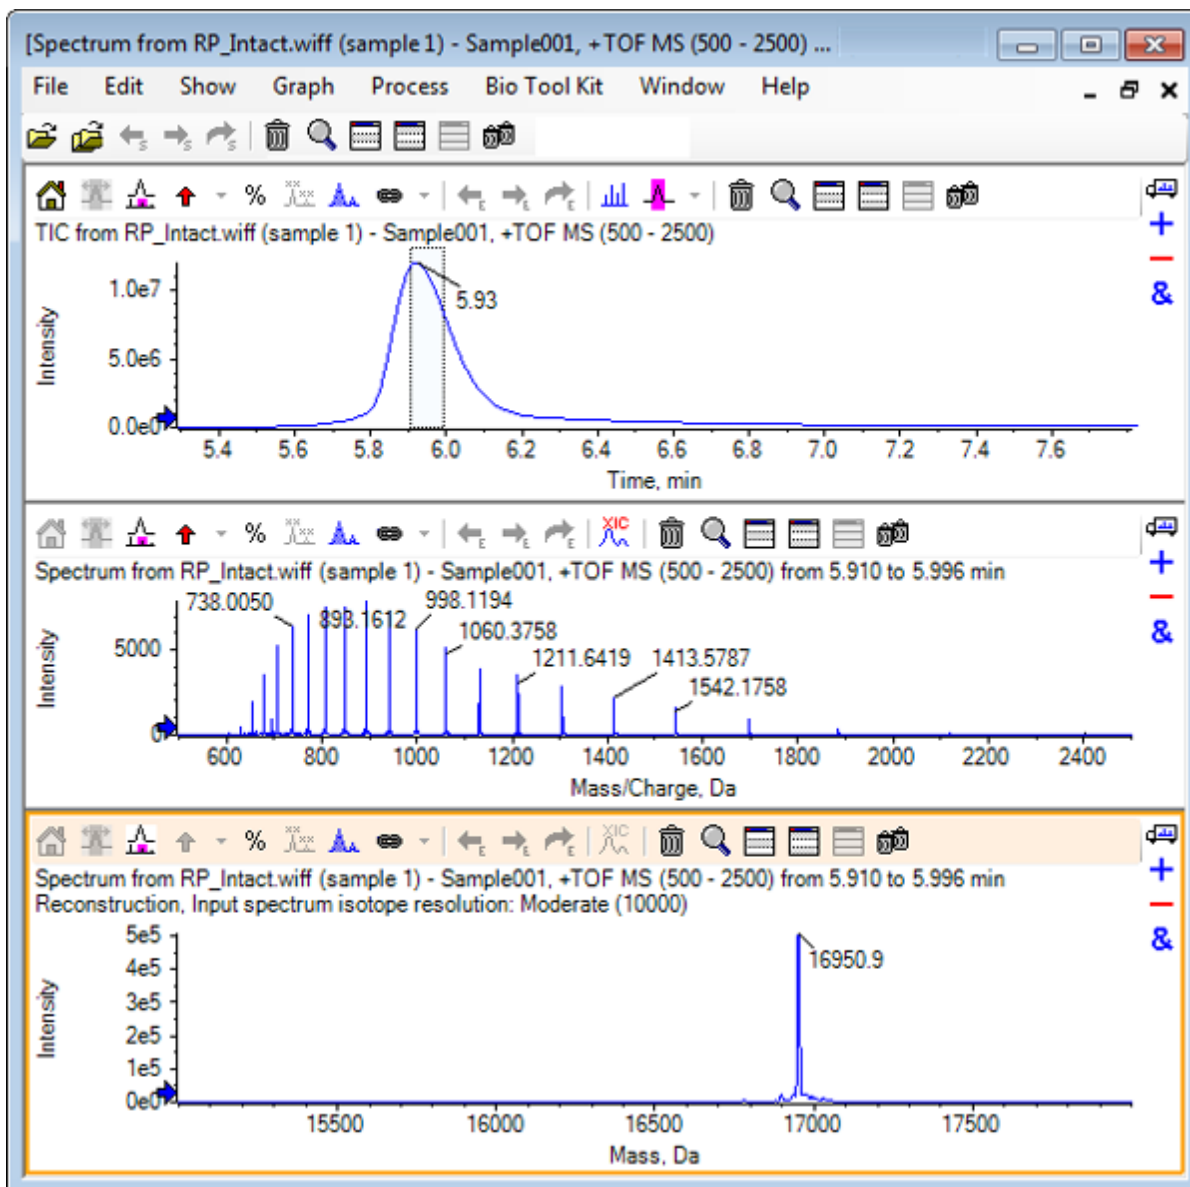 [Spectrum from RP_Intact.wiff (sample 1) - Sample001, +TOF MS (500 - 2500) ...
File Edit Show Graph Process Bio Tool Kit Window Help
TIC from RP_Intact.wiff (sample 1) - Sample001, +TOF MS (500 - 2500)
Intensity
1.0e7
5.0e6
0.0e0
5.93
5.4 5.6 5.8 6.0 6.2 6.4 6.6 6.8 7.0 7.2 7.4 7.6
Time, min
XIC
Spectrum from RP_Intact.wiff (sample 1) - Sample001, +TOF MS (500 - 2500) from 5.910 to 5.996 min
Intensity
5000
0
738.0050
893.1612
998.1194
1060.3758
1211.6419
1413.5787
1542.1758
600 800 1000 1200 1400 1600 1800 2000 2200 2400
Mass/Charge, Da
XIC
Spectrum from RP_Intact.wiff (sample 1) - Sample001, +TOF MS (500 - 2500) from 5.910 to 5.996 min
Reconstruction, Input spectrum isotope resolution: Moderate (10000)
Intensity
5e5
4e5
3e5
2e5
1e5
0e0
16950.9
15500 16000 16500 17000 17500
Mass, Da